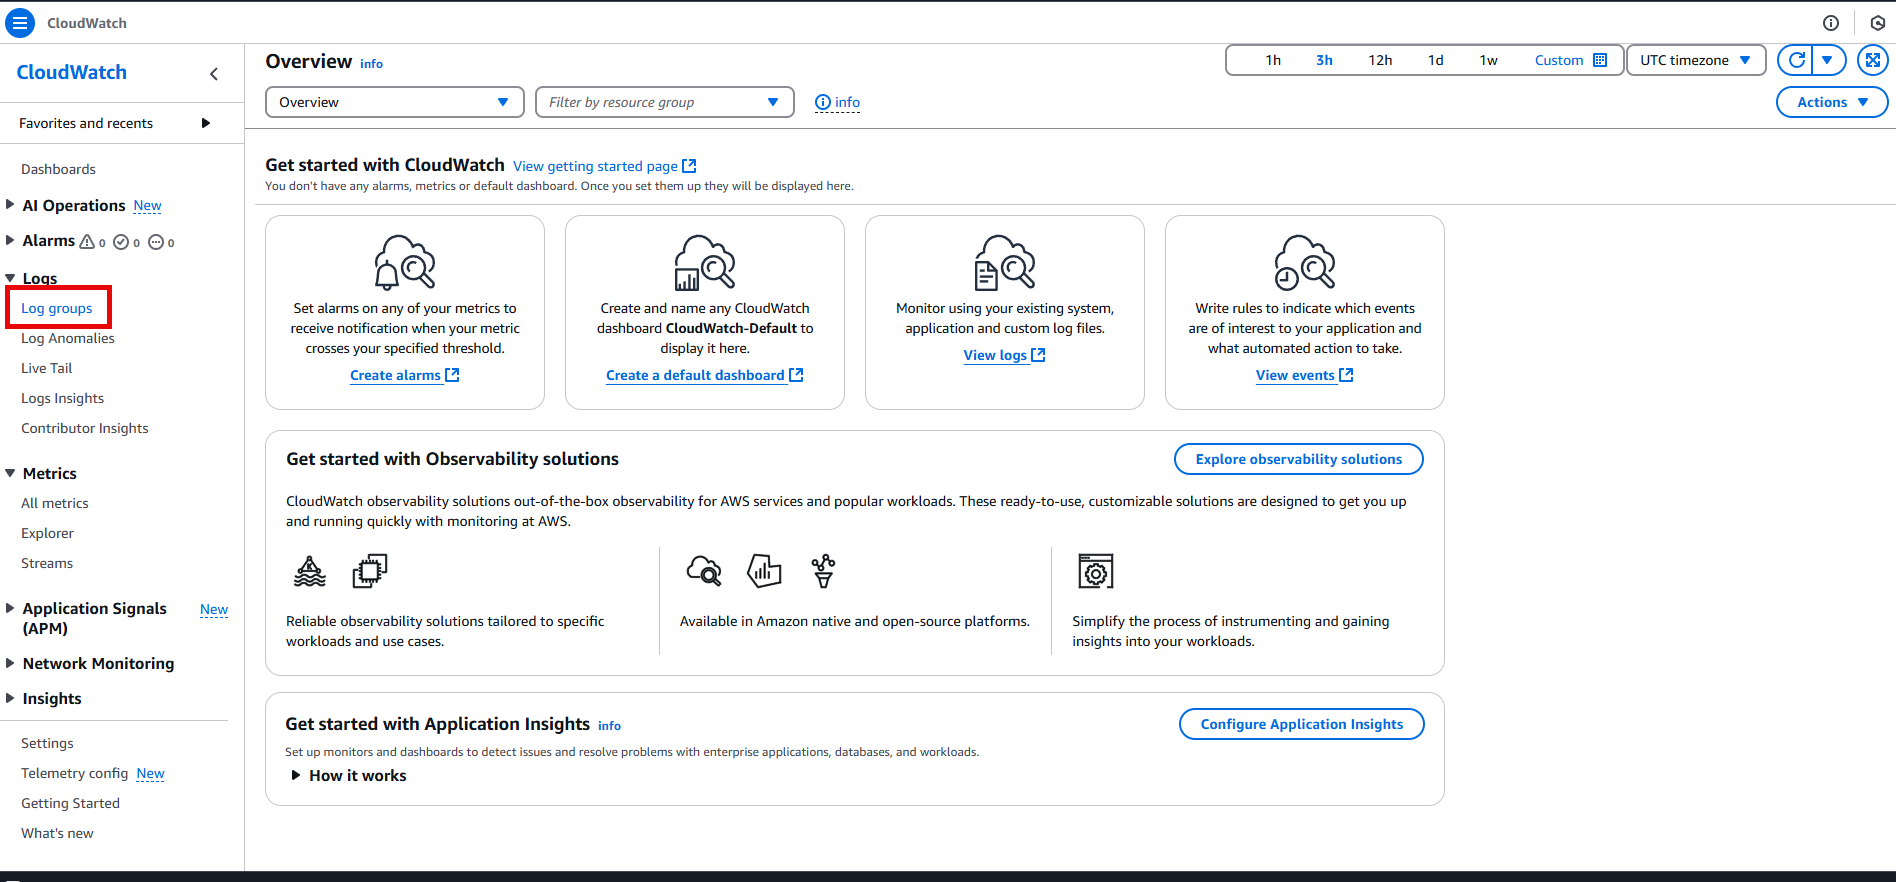 CloudWatch
CloudWatch
Favorites and recents
Dashboards
AI Operations New
Alarms 0 0 0
Logs
Log groups
Log Anomalies
Live Tail
Logs Insights
Contributor Insights
Metrics
All metrics
Explorer
Streams
Application Signals New
(APM)
Network Monitoring
Insights
Settings
Telemetry config New
Getting Started
What's new
Overview info
1h 3h 12h 1d 1w Custom UTC timezone
Overview Filter by resource group info
Actions
Get started with CloudWatch View getting started page
You don't have any alarms, metrics or default dashboard. Once you set them up they will be displayed here.
Set alarms on any of your metrics to
receive notification when your metric
crosses your specified threshold.
Create alarms
Create and name any CloudWatch
dashboard CloudWatch-Default to
display it here.
Create a default dashboard
Monitor using your existing system,
application and custom log files.
View logs
Write rules to indicate which events
are of interest to your application and
what automated action to take.
View events
Get started with Observability solutions
Explore observability solutions
CloudWatch observability solutions out-of-the-box observability for AWS services and popular workloads. These ready-to-use, customizable solutions are designed to get you up
and running quickly with monitoring at AWS.
Reliable observability solutions tailored to specific
workloads and use cases.
Available in Amazon native and open-source platforms.
Simplify the process of instrumenting and gaining
insights into your workloads.
Get started with Application Insights info
Configure Application Insights
Set up monitors and dashboards to detect issues and resolve problems with enterprise applications, databases, and workloads.
How it works